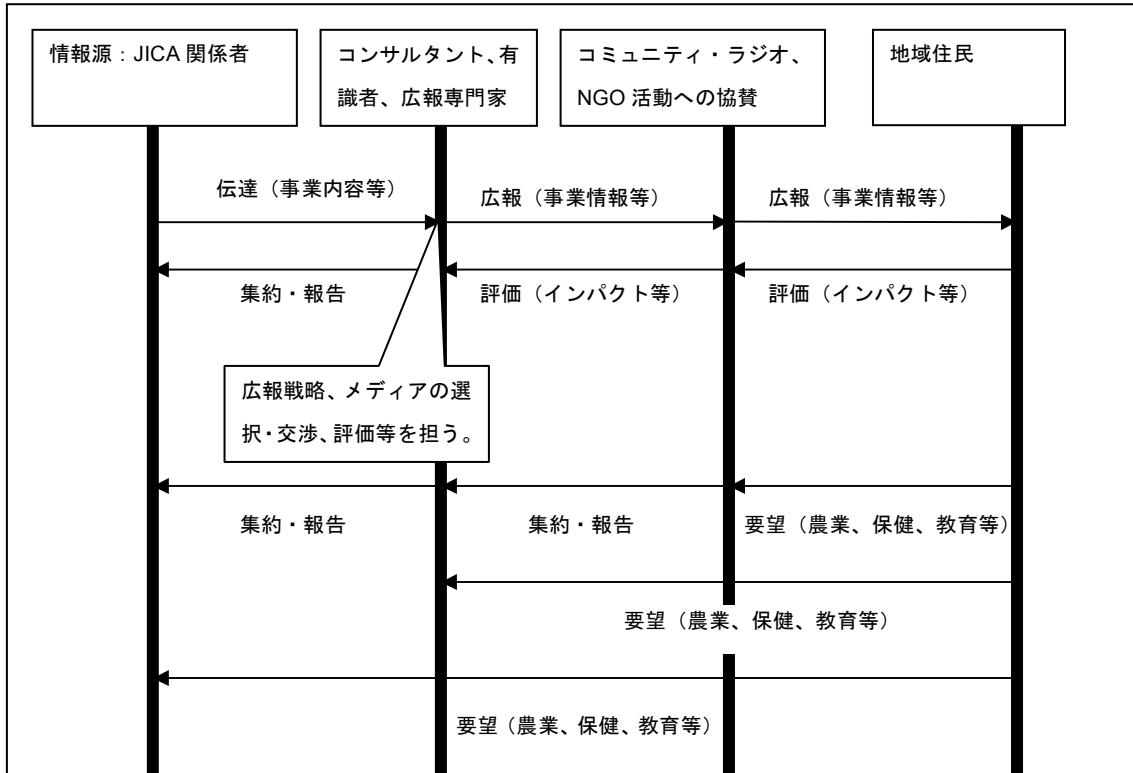 情報源：JICA 関係者
コンサルタント、有
識者、広報専門家
コミュニティ・ラジオ、
NGO 活動への協賛
地域住民
伝達（事業内容等）
広報（事業情報等）
広報（事業情報等）
集約・報告
評価（インパクト等）
評価（インパクト等）
広報戦略、メディアの選
択・交渉、評価等を担う。
集約・報告
集約・報告
要望（農業、保健、教育等）
要望（農業、保健、教育等）
要望（農業、保健、教育等）